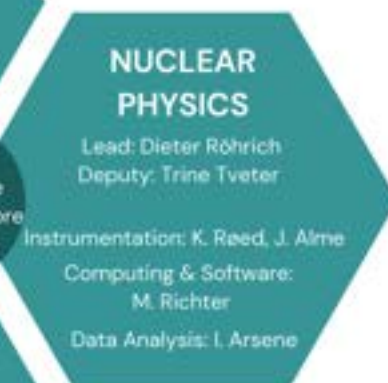 NUCLEAR
PHYSICS
Lead: Dieter Röhrich
Deputy: Trine Tveter
Instrumentation: K. Røed, J. Alme
Computing & Software:
M. Richter
Data Analysis: I. Arsene